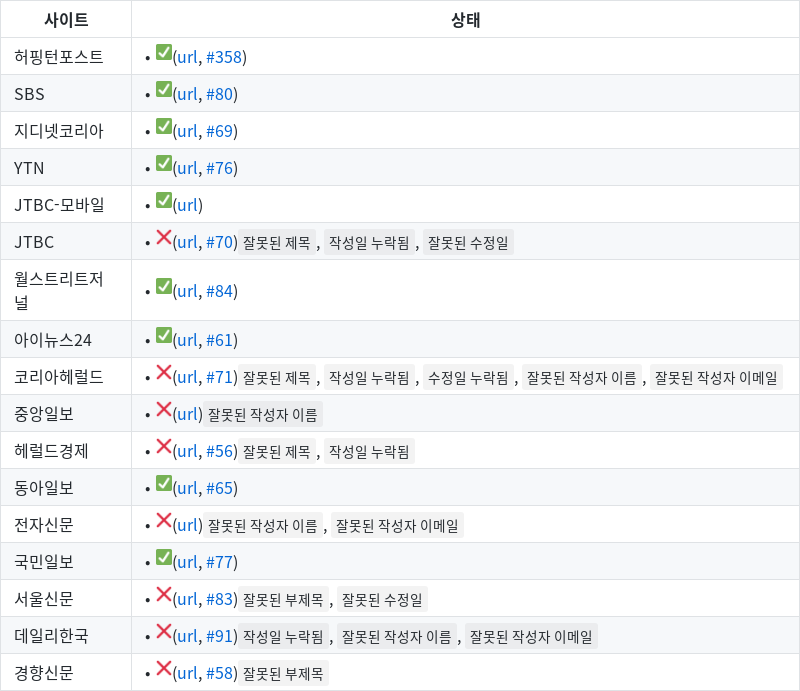 사이트 상태
허핑턴포스트 • ✅(url, #358)
SBS • ✅(url, #80)
지디넷코리아 • ✅(url, #69)
YTN • ✅(url, #76)
JTBC-모바일 • ✅(url)
JTBC • ❌(url, #70) 잘못된 제목 , 작성일 누락됨 , 잘못된 수정일
월스트리트저
널 • ✅(url, #84)
아이뉴스24 • ✅(url, #61)
코리아헤럴드 • ❌(url, #71) 잘못된 제목 , 작성일 누락됨 , 수정일 누락됨 , 잘못된 작성자 이름 , 잘못된 작성자 이메일
중앙일보 • ❌(url) 잘못된 작성자 이름
헤럴드경제 • ❌(url, #56) 잘못된 제목 , 작성일 누락됨
동아일보 • ✅(url, #65)
전자신문 • ❌(url) 잘못된 작성자 이름 , 잘못된 작성자 이메일
국민일보 • ✅(url, #77)
서울신문 • ❌(url, #83) 잘못된 부제목 , 잘못된 수정일
데일리한국 • ❌(url, #91) 작성일 누락됨 , 잘못된 작성자 이름 , 잘못된 작성자 이메일
경향신문 • ❌(url, #58) 잘못된 부제목